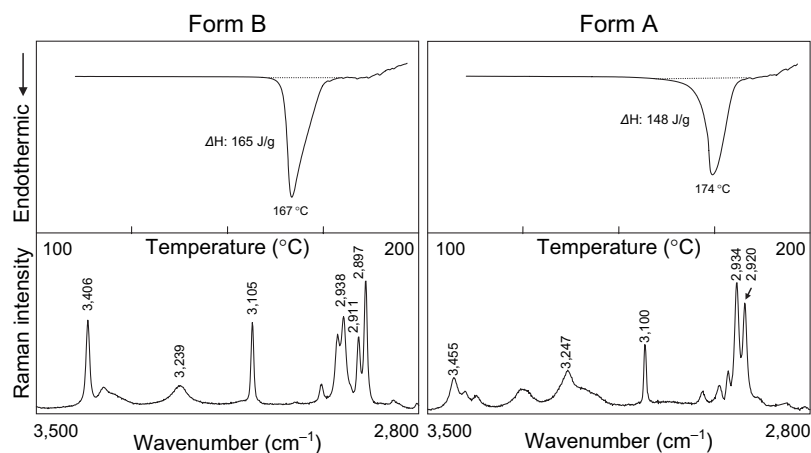 Form B
Form A
Endothermic
ΔH: 165 J/g
167 °C
ΔH: 148 J/g
174 °C
100 Temperature (°C) 200
100 Temperature (°C) 200
Raman intensity
3,406
3,239
3,105
2,938
2,911
2,897
3,455
3,247
3,100
2,934
2,920
3,500 2,800
Wavenumber (cm⁻¹)
3,500 2,800
Wavenumber (cm⁻¹)